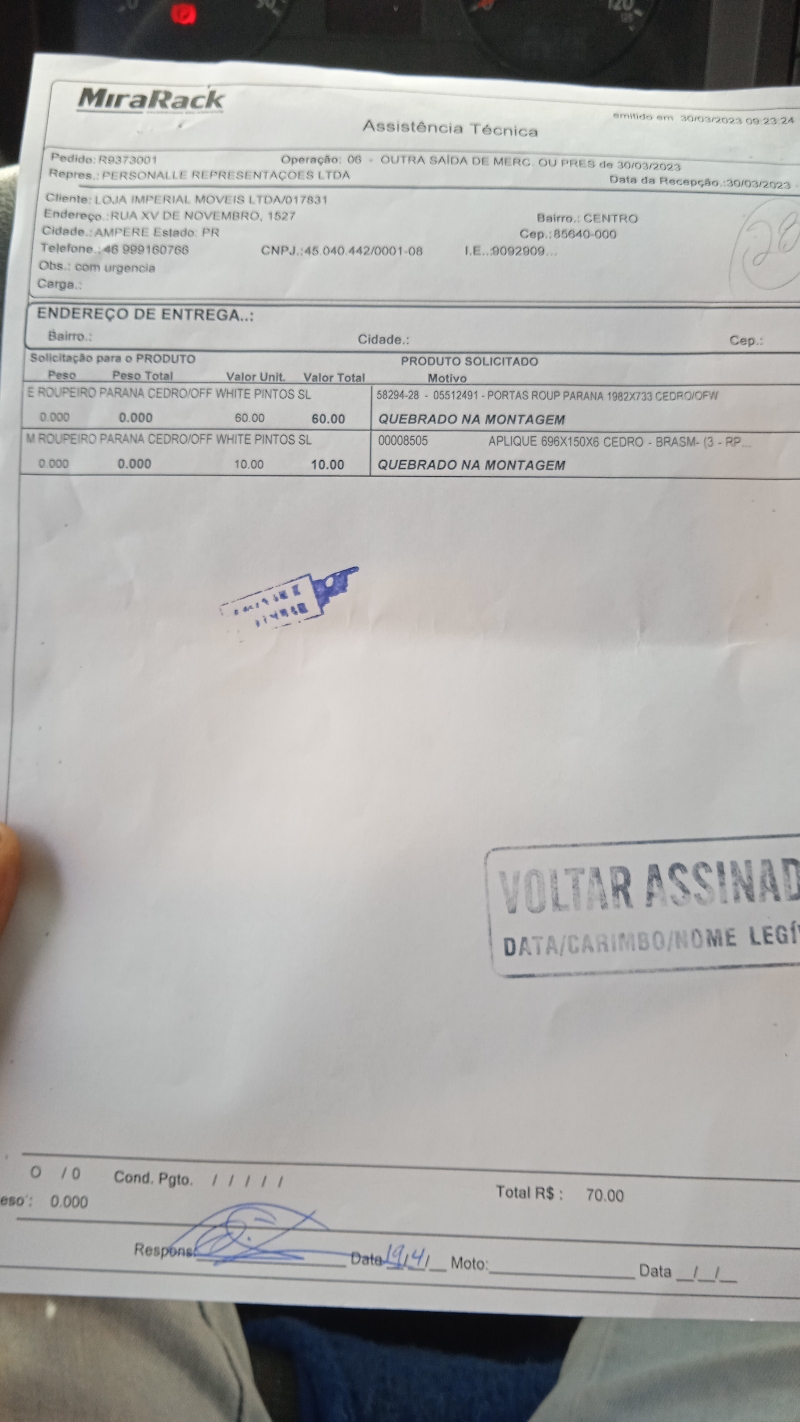 MiraRack
Assistência Técnica
emitido em 30/03/2023 09:23:24
Pedido: R9373001 Operação: 06 - OUTRA SAÍDA DE MERC. OU PRES de 30/03/2023
Repres.: PERSONALLE REPRESENTAÇOES LTDA Data da Recepção.:30/03/2023
Cliente: LOJA IMPERIAL MOVEIS LTDA/017831
Endereço.:RUA XV DE NOVEMBRO, 1527 Bairro.: CENTRO
Cidade.: AMPERE Estado: PR Cep.:85640-000
Telefone.: 46 999160766 CNPJ.:45.040.442/0001-08 I.E..:9092909...
Obs.: com urgencia
Carga.:
28
ENDEREÇO DE ENTREGA..:
Bairro.: Cidade.: Cep.:
Solicitação para o PRODUTO PRODUTO SOLICITADO
Peso Peso Total Valor Unit. Valor Total Motivo
E ROUPEIRO PARANA CEDRO/OFF WHITE PINTOS SL 58294-28 - 05512491 - PORTAS ROUP PARANA 1982X733 CEDRO/OFW
0.000 0.000 60.00 60.00 QUEBRADO NA MONTAGEM
M ROUPEIRO PARANA CEDRO/OFF WHITE PINTOS SL 00008505 APLIQUE 696X150X6 CEDRO - BRASM- (3 - RP...
0.000 0.000 10.00 10.00 QUEBRADO NA MONTAGEM
VOLTAR ASSINAD
DATA/CARIMBO/NOME LEGÍ
O / 0 Cond. Pgto. / / / / / Total R$ : 70.00
eso : 0.000
Respons. Data 19/4/ Moto: Data / /